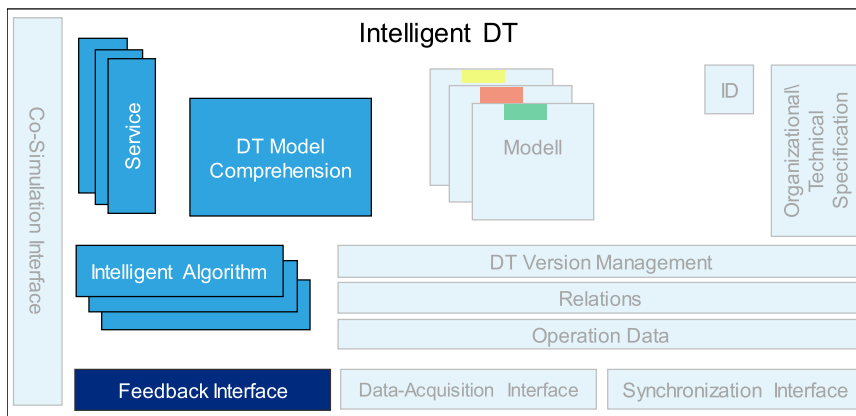 Intelligent DT
Co-Simulation Interface
Service
DT Model
Comprehension
Modell
ID
Organizational\
Technical
Specification
Intelligent Algorithm
DT Version Management
Relations
Operation Data
Feedback Interface
Data-Acquisition Interface
Synchronization Interface